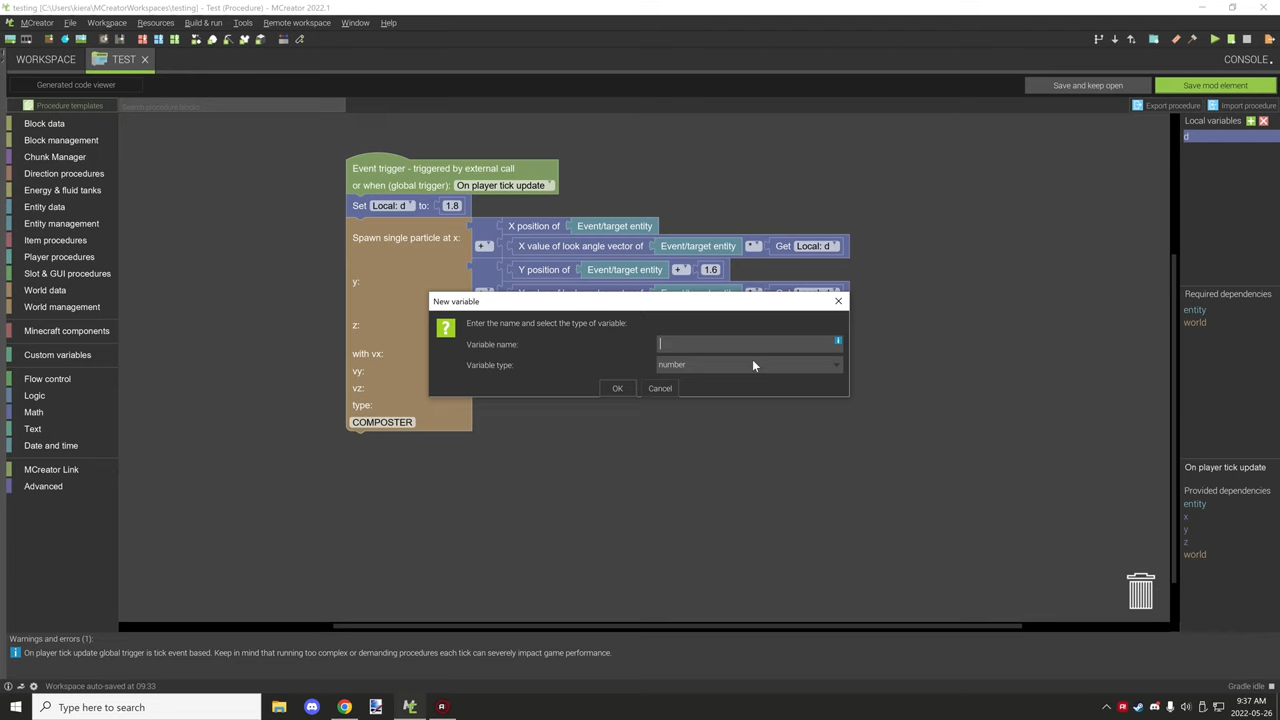 testing [C:\Users\kiera\MCreatorWorkspaces\testing] - Test (Procedure) - MCreator 2022.1
MCreator File Workspace Resources Build & run Tools Remote workspace Window Help
WORKSPACE TEST CONSOLE
Generated code viewer Save and keep open Save mod element
Procedure templates Search procedure blocks Export procedure Import procedure
Block data
Block management
Chunk Manager
Direction procedures
Energy & fluid tanks
Entity data
Entity management
Item procedures
Player procedures
Slot & GUI procedures
World data
World management
Minecraft components
Custom variables
Flow control
Logic
Math
Text
Date and time
MCreator Link
Advanced
Event trigger - triggered by external call
or when (global trigger): On player tick update
Set Local: d to: 1.8
Spawn single particle at x:
X position of Event/target entity
+ X value of look angle vector of Event/target entity * Get Local: d
Y position of Event/target entity + 1.6
y:
z:
with vx:
vy:
vz:
type:
COMPOSTER
New variable
Enter the name and select the type of variable:
Variable name:
Variable type: number
OK Cancel
Local variables
d
Required dependencies
entity
world
On player tick update
Provided dependencies
entity
x
y
z
world
Warnings and errors (1):
On player tick update global trigger is tick event based. Keep in mind that running too complex or demanding procedures each tick can severely impact game performance.
Workspace auto-saved at 09:33 Gradle idle
Type here to search
9:37 AM
2022-05-26